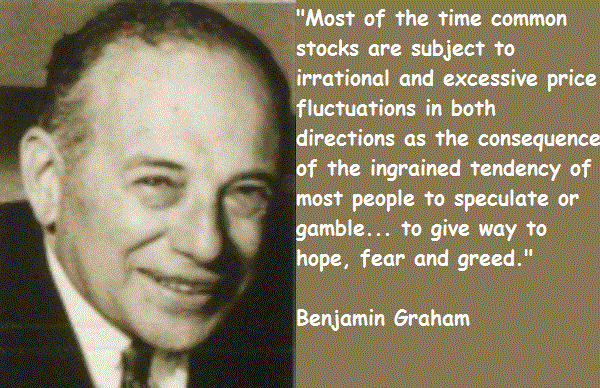 "Most of the time common
stocks are subject to
irrational and excessive price
fluctuations in both
directions as the consequence
of the ingrained tendency of
most people to speculate or
gamble... to give way to
hope, fear and greed."
Benjamin Graham